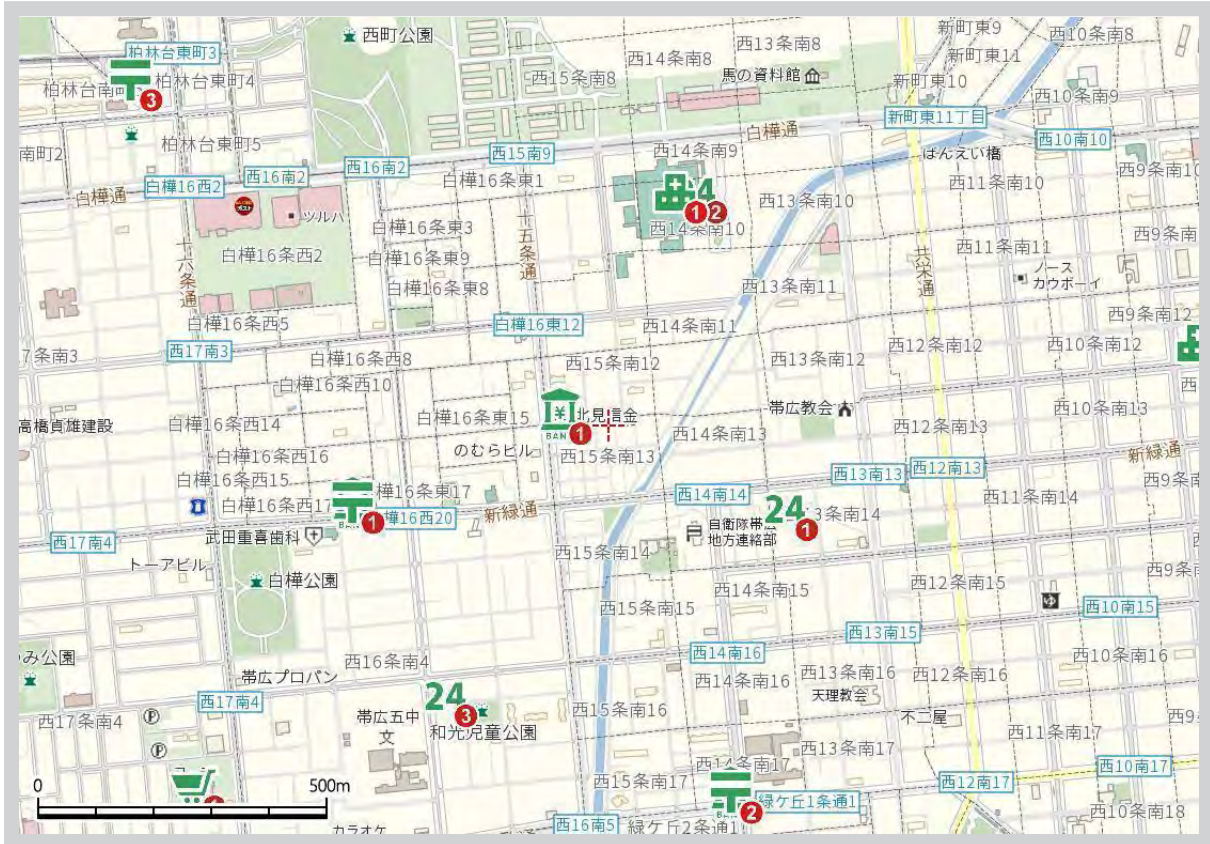 西10条南8
新町東9
西13条南8
西町公園
新町東11
柏林台東町3
西14条南8
西15条南8
馬の資料館
柏林台東町4
新町東10
柏林台南町
西10条南9
3
新町東11丁目
白樺通
柏林台東町5
西10南10
西14条南9
西15南9
南町2
ばんえい橋
西16南2
西16南2
西9条南10
白樺16条東1
西11条南10
白樺16西2
白樺通
24
西13条南10
1
2
ツルハ
十五条通
白樺16条東3
西14条南10
西9条南
白樺16条西2
西11条南11
共栄通
白樺16条東9
十六条通
ノース
カウボーイ
西13条南11
白樺16条東8
西9条南12
白樺16条西5
白樺16東12
西14条南11
西12条南12
西10条南12
7条南3
西17南3
白樺16条西8
西13条南12
西15条南12
白樺16条西10
西
帯広教会
西10条南13
白樺16条東15
北見信金
BAN
1
高橋貞雄建設
白樺16条西14
西12条南13
西14条南13
のむらビル
新緑通
白樺16条西16
西15条南13
西13南13
西12南13
白樺16条西15
西9条南14
樺16条東17
西14南14
西11条南14
白樺16条西17
24
3条南14
新緑通
BAN
1
樺16西20
自衛隊帯広
地方連絡部
1
武田重喜歯科
西17南4
西15条南14
トーアビル
西9条南
白樺公園
西12条南15
西14条南15
ゆ
西15条南15
西10南15
西13南15
西14南16
西10条南16
み公園
西16条南4
西13条南16
西12条南16
帯広プロパン
西14条南16
天理教会
24
西17南4
3
西15条南16
不二屋
西17条南4
P
帯広五中
文
西9
和光児童公園
西13条南17
西11条南17
P
西14条南17
西10南17
0
500m
西15条南17
西12南17
緑ケ丘1条通1
BAN
2
西10条南18
カラオケ
西16南5
緑ケ丘2条通1